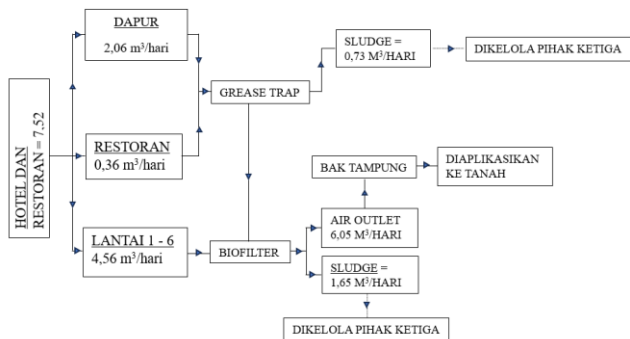 HOTEL DAN
RESTORAN = 7,52
DAPUR
2,06 m³/hari
RESTORAN
0,36 m³/hari
LANTAI 1 - 6
4,56 m³/hari
GREASE TRAP
SLUDGE =
0,73 M³/HARI
DIKELOLA PIHAK KETIGA
BIOFILTER
BAK TAMPUNG
DIAPLIKASIKAN
KE TANAH
AIR OUTLET
6,05 M³/HARI
SLUDGE =
1,65 M³/HARI
DIKELOLA PIHAK KETIGA